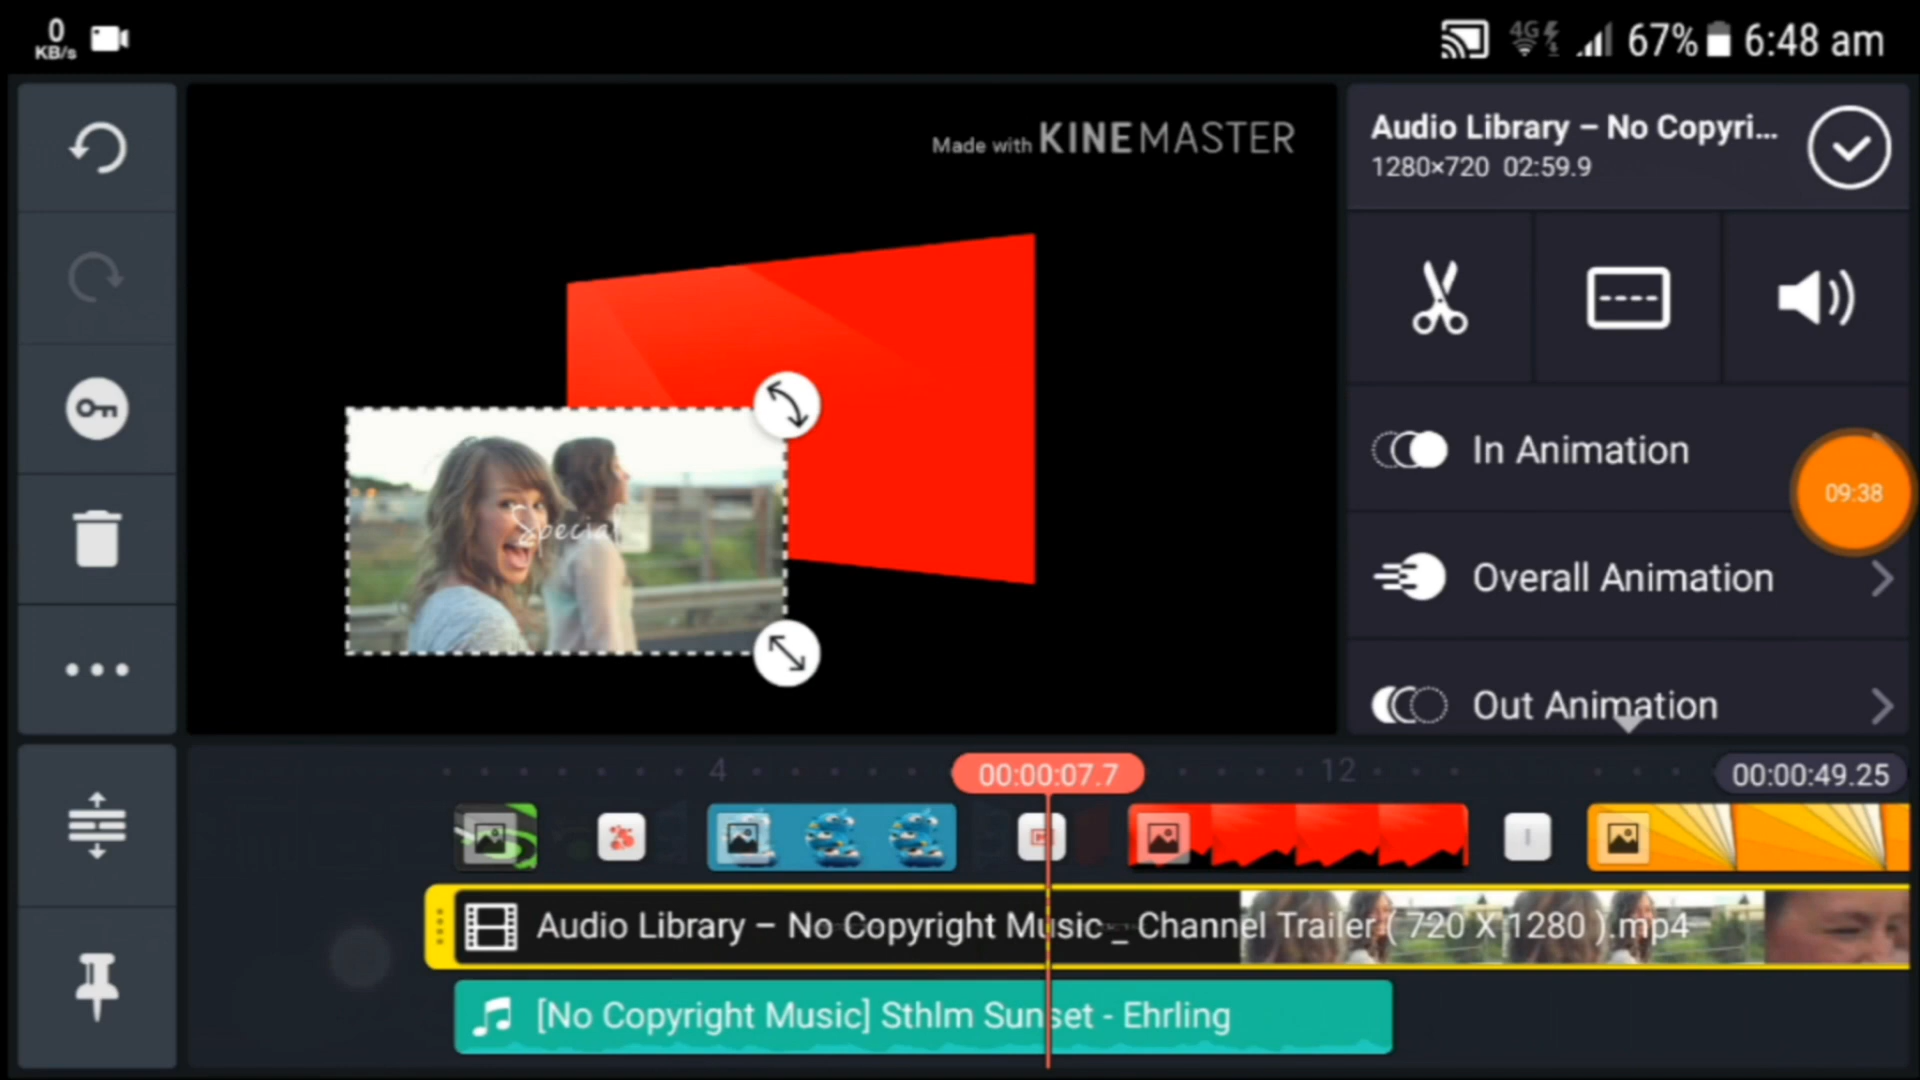 0
KB/s
4G
67%
6:48 am
Made with KINEMASTER
Audio Library – No Copyri...
1280×720 02:59.9
In Animation
09:38
Overall Animation
Out Animation
Special
4
00:00:07.7
12
00:00:49.25
Audio Library – No Copyright Music _ Channel Trailer ( 720 X 1280 ).mp4
[No Copyright Music] Sthlm Sunset - Ehrling